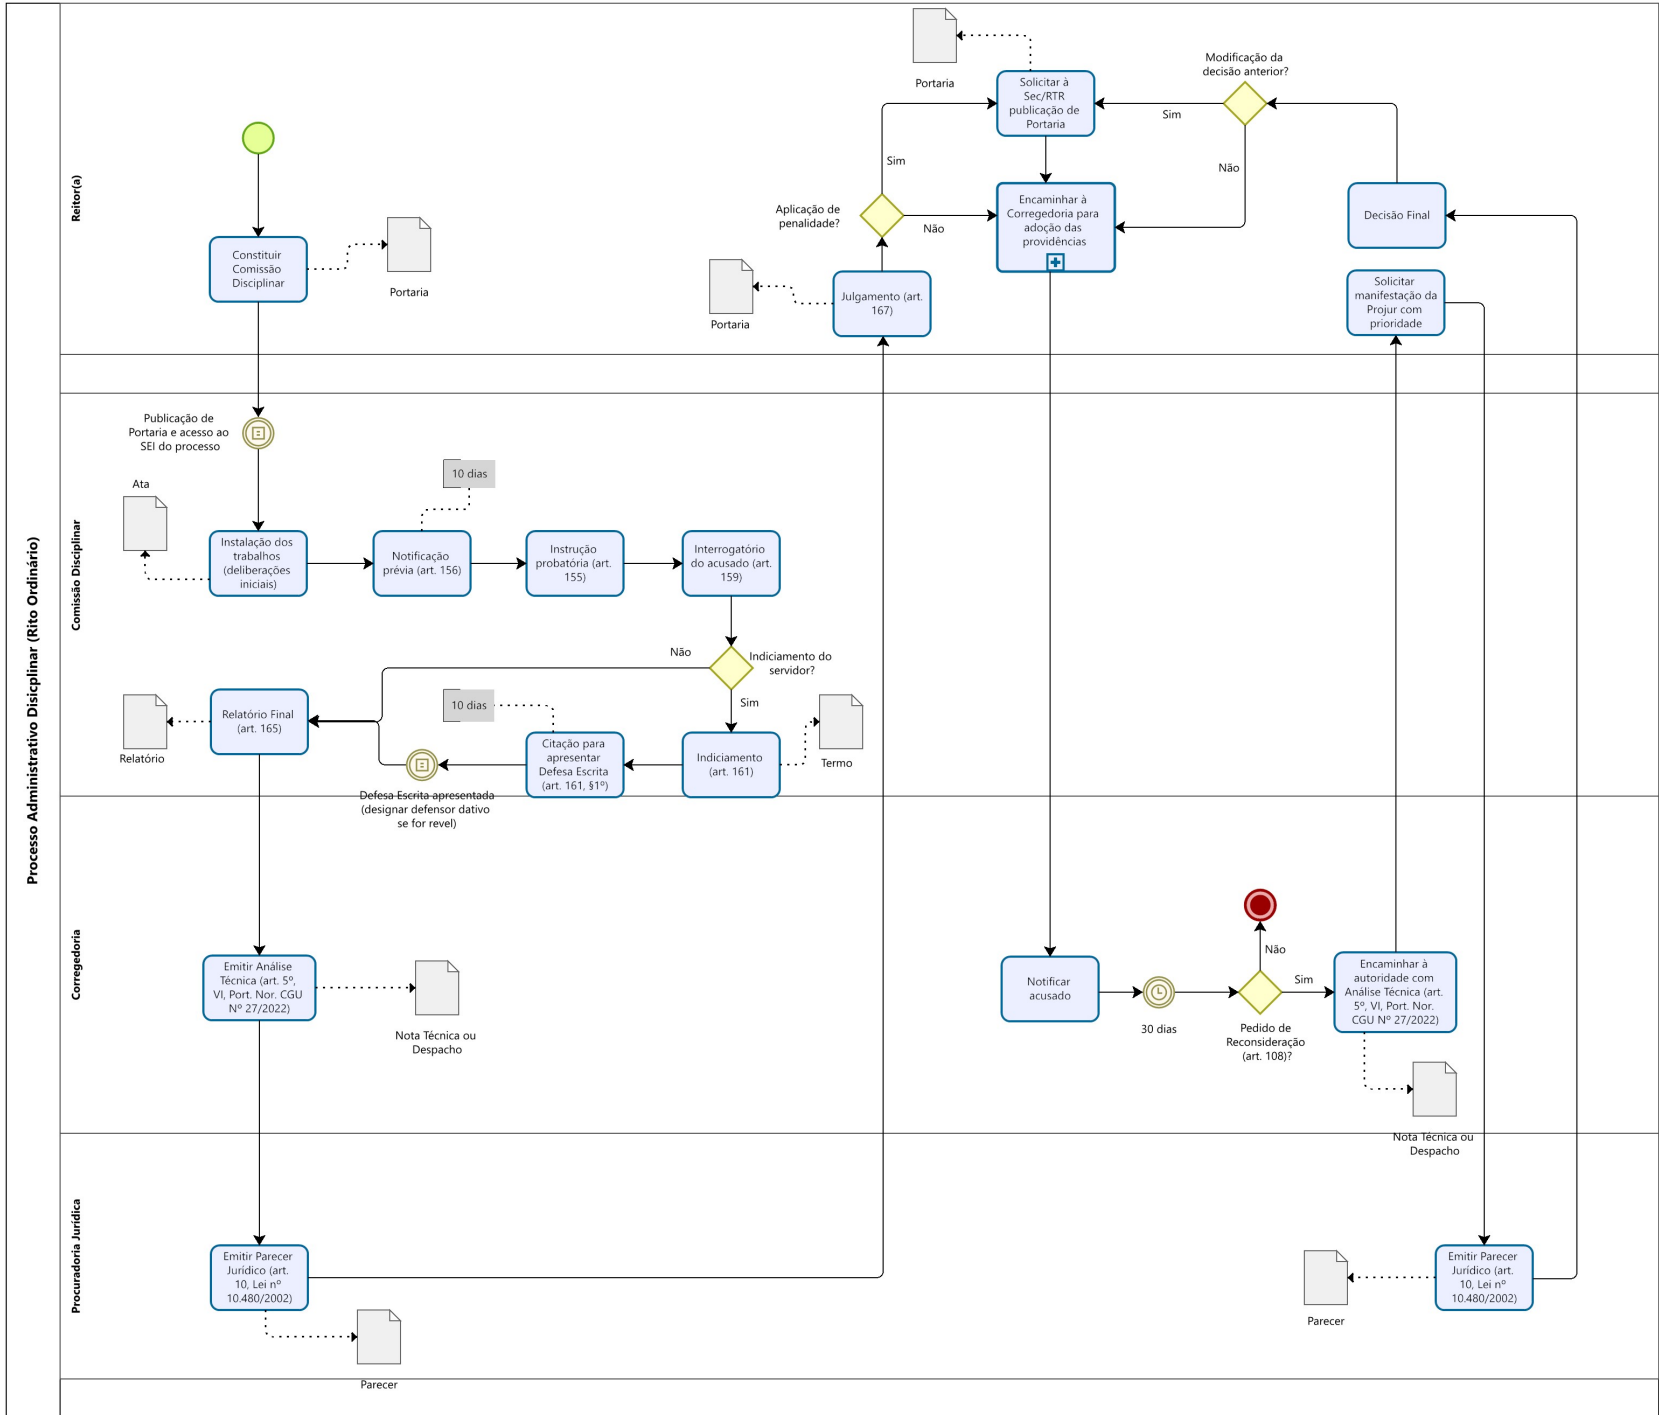 Processo Administrativo Disicplinar (Rito Ordinário)
Reitor(a)
Constituir
Comissão
Disciplinar
Portaria
Portaria
Julgamento (art.
167)
Aplicação de
penalidade?
Sim
Não
Portaria
Solicitar à
Sec/RTR
publicação de
Portaria
Encaminhar à
Corregedoria para
adoção das
providências
Modificação da
decisão anterior?
Sim
Não
Decisão Final
Solicitar
manifestação da
Projur com
prioridade
Comissão Disciplinar
Publicação de
Portaria e acesso ao
SEI do processo
Ata
Instalação dos
trabalhos
(deliberações
iniciais)
10 dias
Notificação
prévia (art. 156)
Instrução
probatória (art.
155)
Interrogatório
do acusado (art.
159)
Não
Indiciamento do
servidor?
Sim
Relatório
Relatório Final
(art. 165)
10 dias
Citação para
apresentar
Defesa Escrita
(art. 161, §1º)
Indiciamento
(art. 161)
Termo
Defesa Escrita apresentada
(designar defensor dativo
se for revel)
Corregedoria
Emitir Análise
Técnica (art. 5º,
VI, Port. Nor. CGU
Nº 27/2022)
Nota Técnica ou
Despacho
Notificar
acusado
30 dias
Não
Sim
Pedido de
Reconsideração
(art. 108)?
Encaminhar à
autoridade com
Análise Técnica (art.
5º, VI, Port. Nor.
CGU Nº 27/2022)
Nota Técnica ou
Despacho
Procuradoria Jurídica
Emitir Parecer
Jurídico (art.
10, Lei nº
10.480/2002)
Parecer
Parecer
Emitir Parecer
Jurídico (art.
10, Lei nº
10.480/2002)